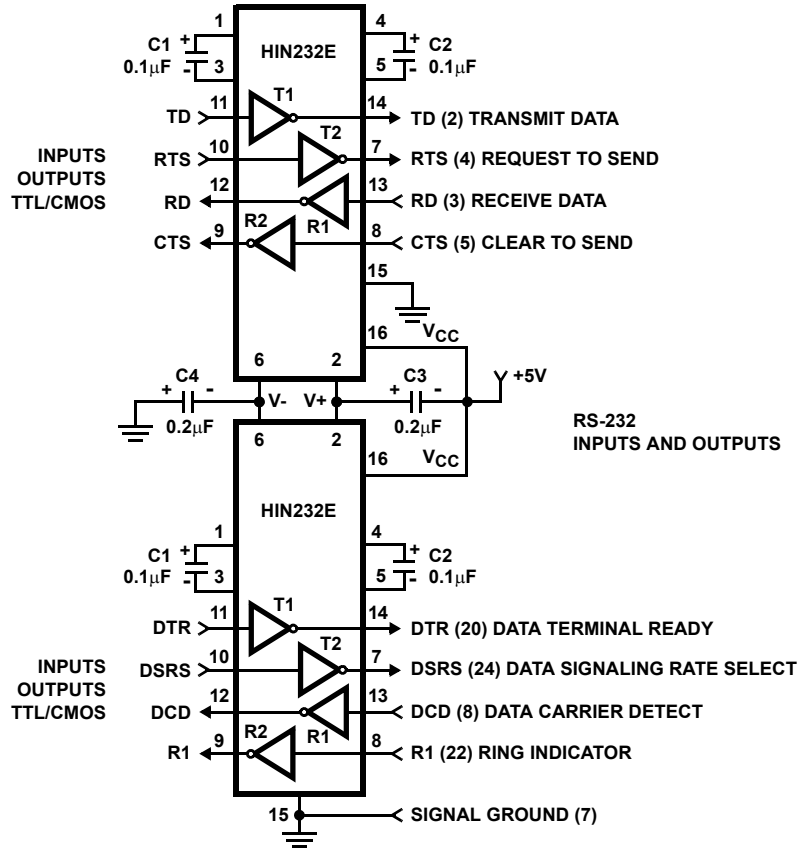 1
4
C1
+
-
0.1µF
3
HIN232E
+
-
C2
0.1µF
5
T1
11
14
TD
TD (2) TRANSMIT DATA
T2
10
7
RTS
RTS (4) REQUEST TO SEND
INPUTS
OUTPUTS
TTL/CMOS
12
13
RD
R1
RD (3) RECEIVE DATA
9
8
CTS
R2
CTS (5) CLEAR TO SEND
15
16
VCC
6
2
C4
+
-
0.2µF
V-
V+
C3
+
-
0.2µF
+5V
RS-232
INPUTS AND OUTPUTS
6
2
16
VCC
HIN232E
1
4
C1
+
-
0.1µF
3
+
-
C2
0.1µF
5
T1
11
14
DTR
DTR (20) DATA TERMINAL READY
T2
10
7
DSRS
DSRS (24) DATA SIGNALING RATE SELECT
INPUTS
OUTPUTS
TTL/CMOS
12
13
DCD
R1
DCD (8) DATA CARRIER DETECT
9
8
R1
R2
R1 (22) RING INDICATOR
15
SIGNAL GROUND (7)